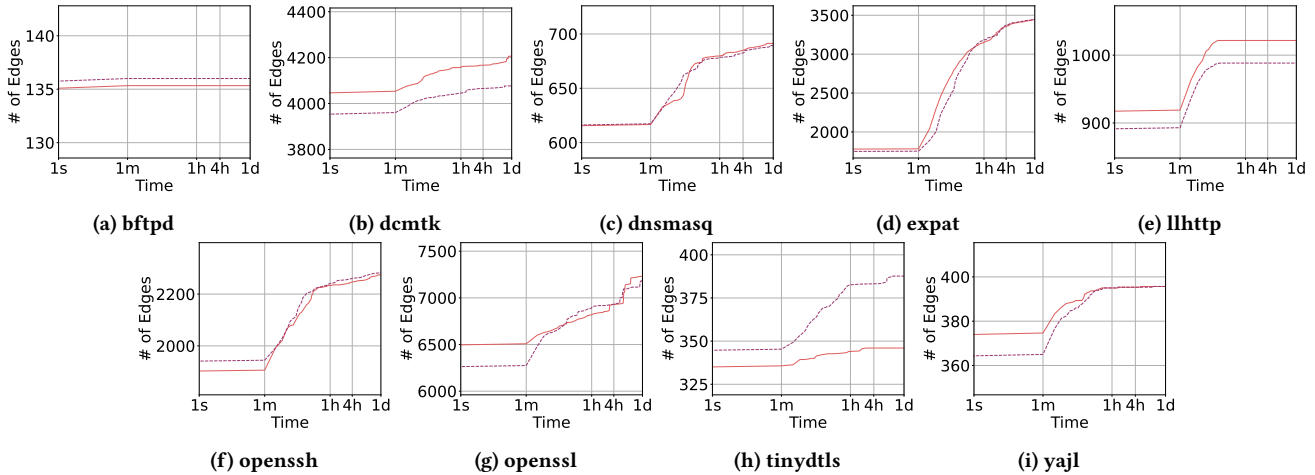 # of Edges
140
135
130
1s
1m
1h
4h
1d
Time
(a) bftpd
# of Edges
4400
4200
4000
3800
1s
1m
1h
4h
1d
Time
(b) dcmtk
# of Edges
700
650
600
1s
1m
1h
4h
1d
Time
(c) dnsmasq
# of Edges
3500
3000
2500
2000
1s
1m
1h
4h
1d
Time
(d) expat
# of Edges
1000
900
1s
1m
1h
4h
1d
Time
(e) llhttp
# of Edges
2200
2000
1s
1m
1h
4h
1d
Time
(f) openssh
# of Edges
7500
7000
6500
6000
1s
1m
1h
4h
1d
Time
(g) openssl
# of Edges
400
375
350
325
1s
1m
1h
4h
1d
Time
(h) tinydtls
# of Edges
400
380
360
1s
1m
1h
4h
1d
Time
(i) yajl